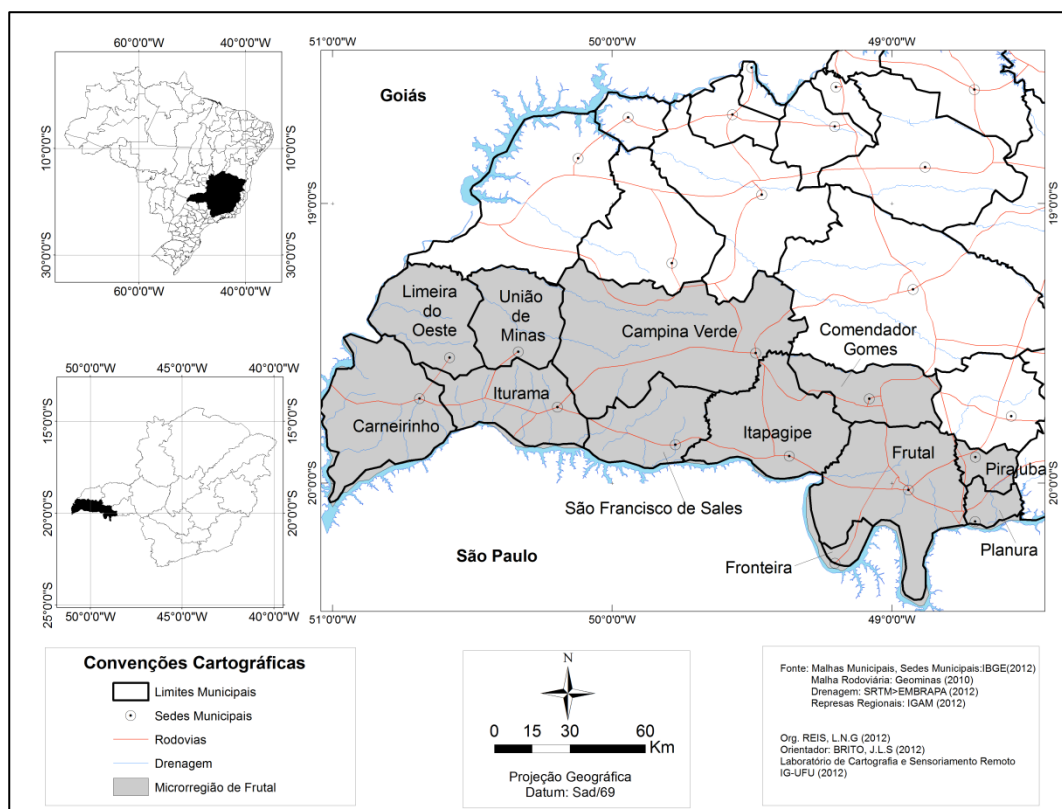 60°0'0"W 40°0'0"W
10°0'0"S
30°0'0"S
10°0'0"S
30°0'0"S
60°0'0"W 40°0'0"W
50°0'0"W 45°0'0"W 40°0'0"W
15°0'0"S
20°0'0"S
25°0'0"S
15°0'0"S
20°0'0"S
25°0'0"S
50°0'0"W 45°0'0"W 40°0'0"W
51°0'0"W 50°0'0"W 49°0'0"W
19°0'0"S
20°0'0"S
19°0'0"S
20°0'0"S
Goiás
Limeira
do
Oeste
União
de
Minas
Campina Verde
Comendador
Gomes
Carneirinho
Iturama
Itapagipe
Frutal
Pirajuba
São Francisco de Sales
São Paulo
Fronteira
Planura
51°0'0"W 50°0'0"W 49°0'0"W
Convenções Cartográficas
Limites Municipais
Sedes Municipais
Rodovias
Drenagem
Microrregião de Frutal
N
0 15 30 60
Km
Projeção Geográfica
Datum: Sad/69
Fonte: Malhas Municipais, Sedes Municipais:IBGE(2012)
Malha Rodoviária: Geominas (2010)
Drenagem: SRTM>EMBRAPA (2012)
Represas Regionais: IGAM (2012)
Org. REIS, L.N.G (2012)
Orientador: BRITO, J.L.S (2012)
Laboratório de Cartografia e Sensoriamento Remoto
IG-UFU (2012)